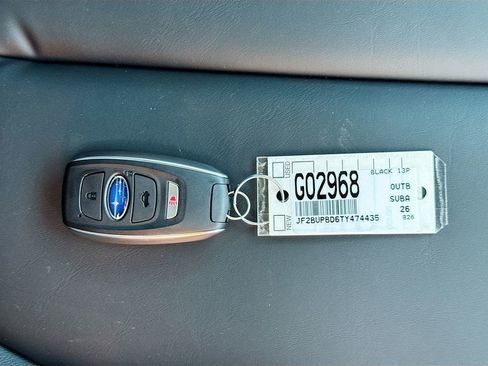 USED
NEW
G02968
JF2BUPBD6TY474435
BLACK 13P
OUTB
SUBA
26
826